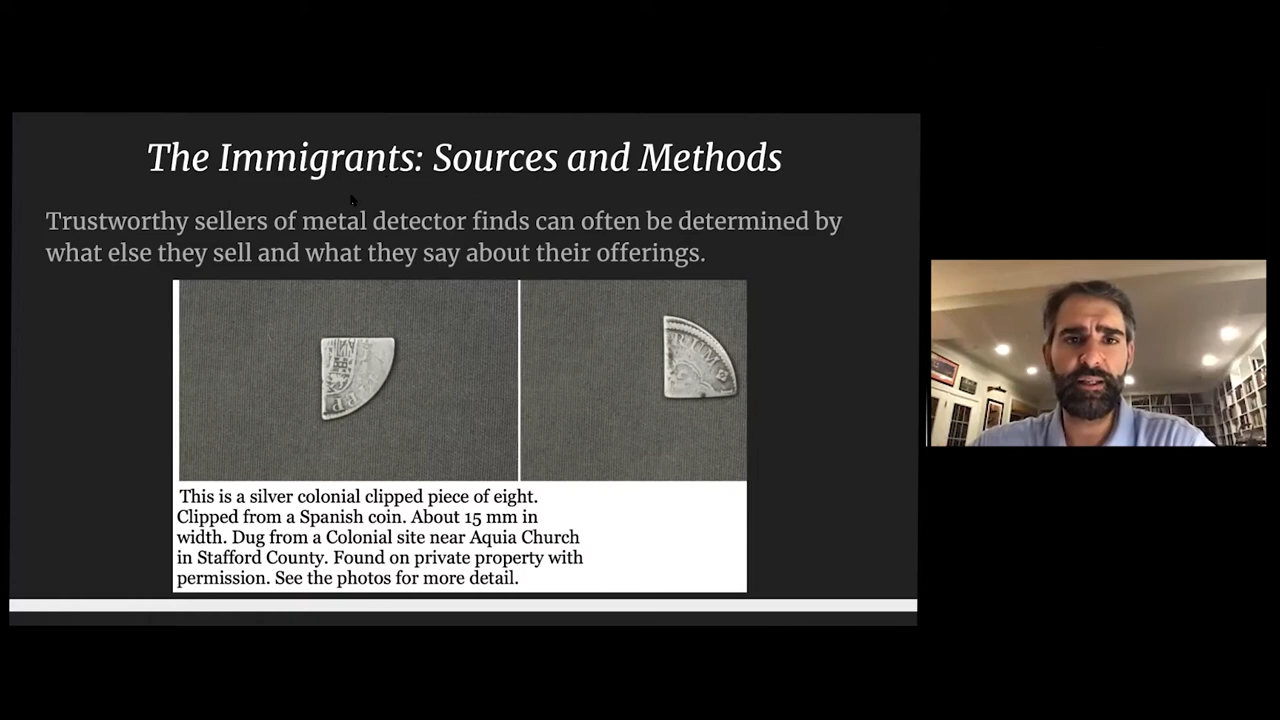 The Immigrants: Sources and Methods
Trustworthy sellers of metal detector finds can often be determined by
what else they sell and what they say about their offerings.
PP
RIUM
This is a silver colonial clipped piece of eight.
Clipped from a Spanish coin. About 15 mm in
width. Dug from a Colonial site near Aquia Church
in Stafford County. Found on private property with
permission. See the photos for more detail.